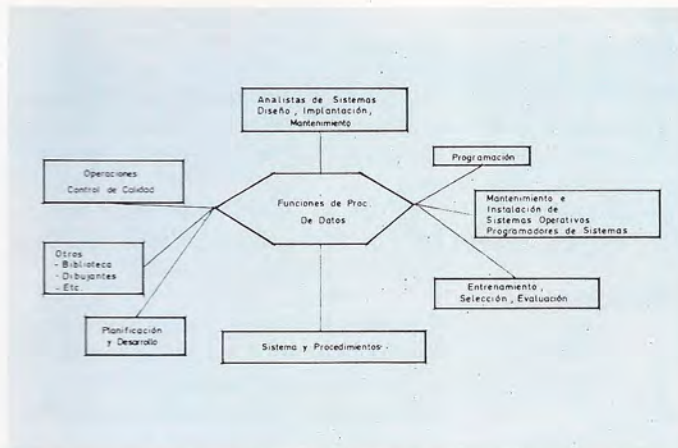 Analistas de Sistemas
Diseño, Implantación,
Mantenimiento
Operaciones
Control de Calidad
Programación
Funciones de Proc.
De Datos
Mantenimiento e
Instalación de
Sistemas Operativos
Programadores de Sistemas
Otros
- Biblioteca
- Dibujantes
- Etc.
Entrenamiento,
Selección, Evaluación
Planificación
y Desarrollo
Sistema y Procedimientos